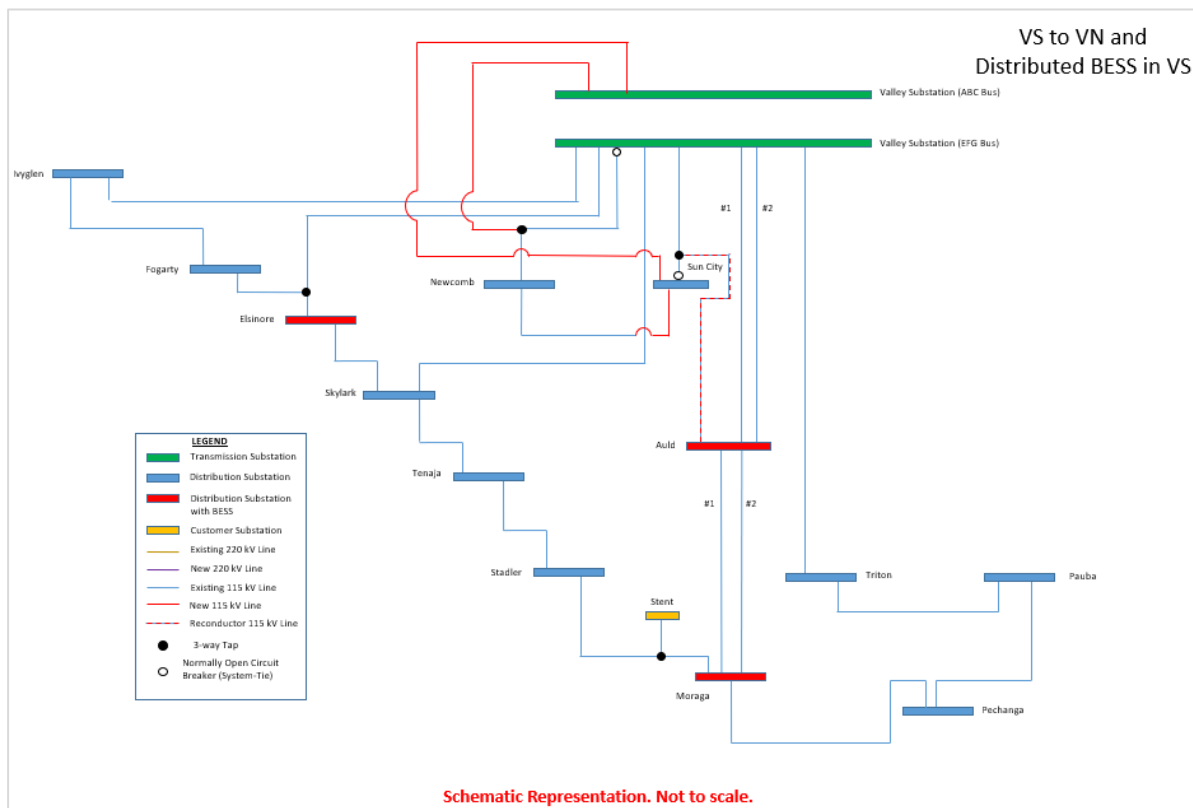 VS to VN and
Distributed BESS in VS
Valley Substation (ABC Bus)
Valley Substation (EFG Bus)
Ivyglen
#1
#2
Fogarty
Newcomb
Sun City
Elsinore
Skylark
Auld
LEGEND
Transmission Substation
Distribution Substation
Distribution Substation
with BESS
Customer Substation
Existing 220 kV Line
New 220 kV Line
Existing 115 kV Line
New 115 kV Line
Reconductor 115 kV Line
3-way Tap
Normally Open Circuit
Breaker (System-Tie)
Tenaja
#1
#2
Stadler
Triton
Pauba
Stent
Moraga
Pechanga
Schematic Representation. Not to scale.